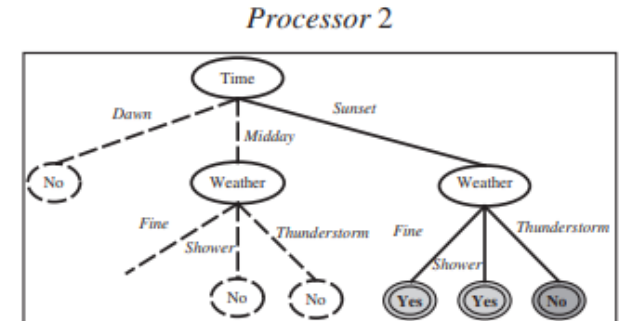 Processor 2
Time
Dawn
Midday
Sunset
No
Weather
Weather
Fine
Shower
Thunderstorm
Fine
Shower
Thunderstorm
No
No
Yes
Yes
No